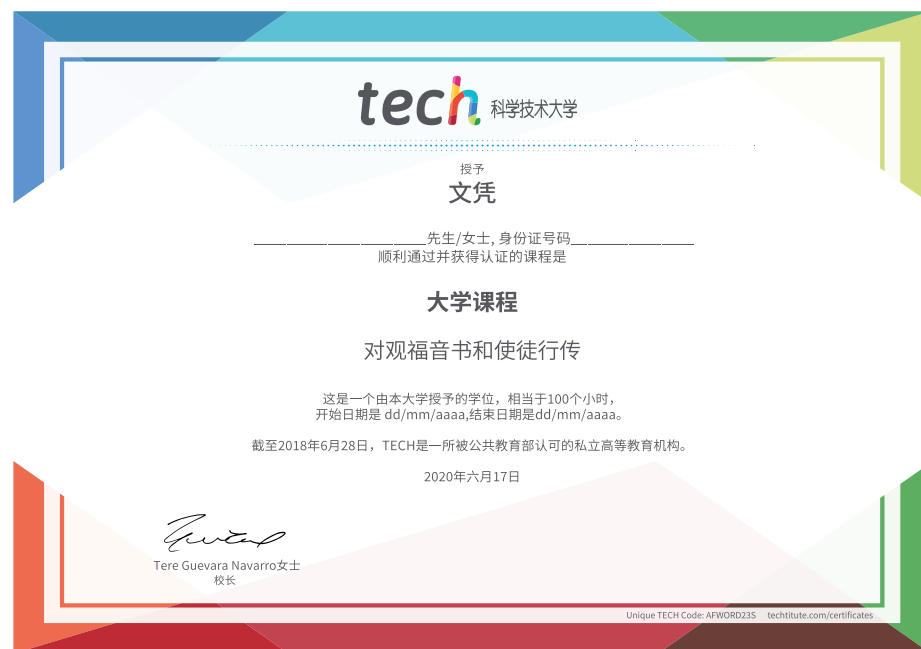 tech 科学技术大学
授予
文凭
______________________先生/女士, 身份证号码________________
顺利通过并获得认证的课程是
大学课程
对观福音书和使徒行传
这是一个由本大学授予的学位，相当于100个小时，
开始日期是 dd/mm/aaaa,结束日期是dd/mm/aaaa。
截至2018年6月28日，TECH是一所被公共教育部认可的私立高等教育机构。
2020年六月17日
Tere Guevara Navarro女士
校长
Unique TECH Code: AFWORD23S techtitute.com/certificates